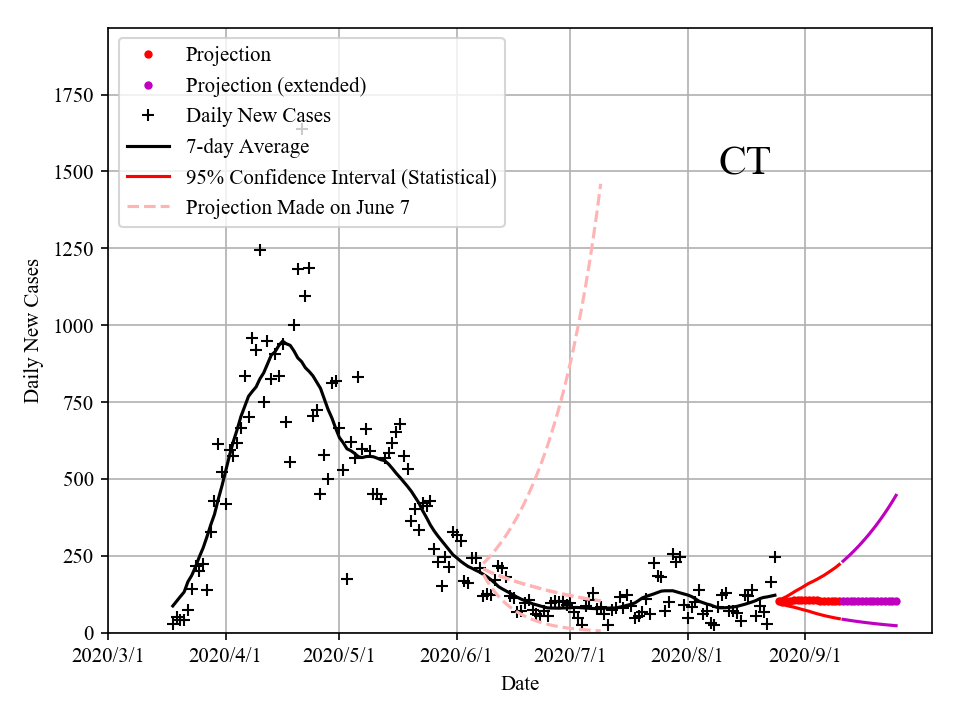 Projection
Projection (extended)
Daily New Cases
7-day Average
95% Confidence Interval (Statistical)
Projection Made on June 7
CT
1750
1500
1250
1000
750
500
250
0
Daily New Cases
2020/3/1 2020/4/1 2020/5/1 2020/6/1 2020/7/1 2020/8/1 2020/9/1
Date